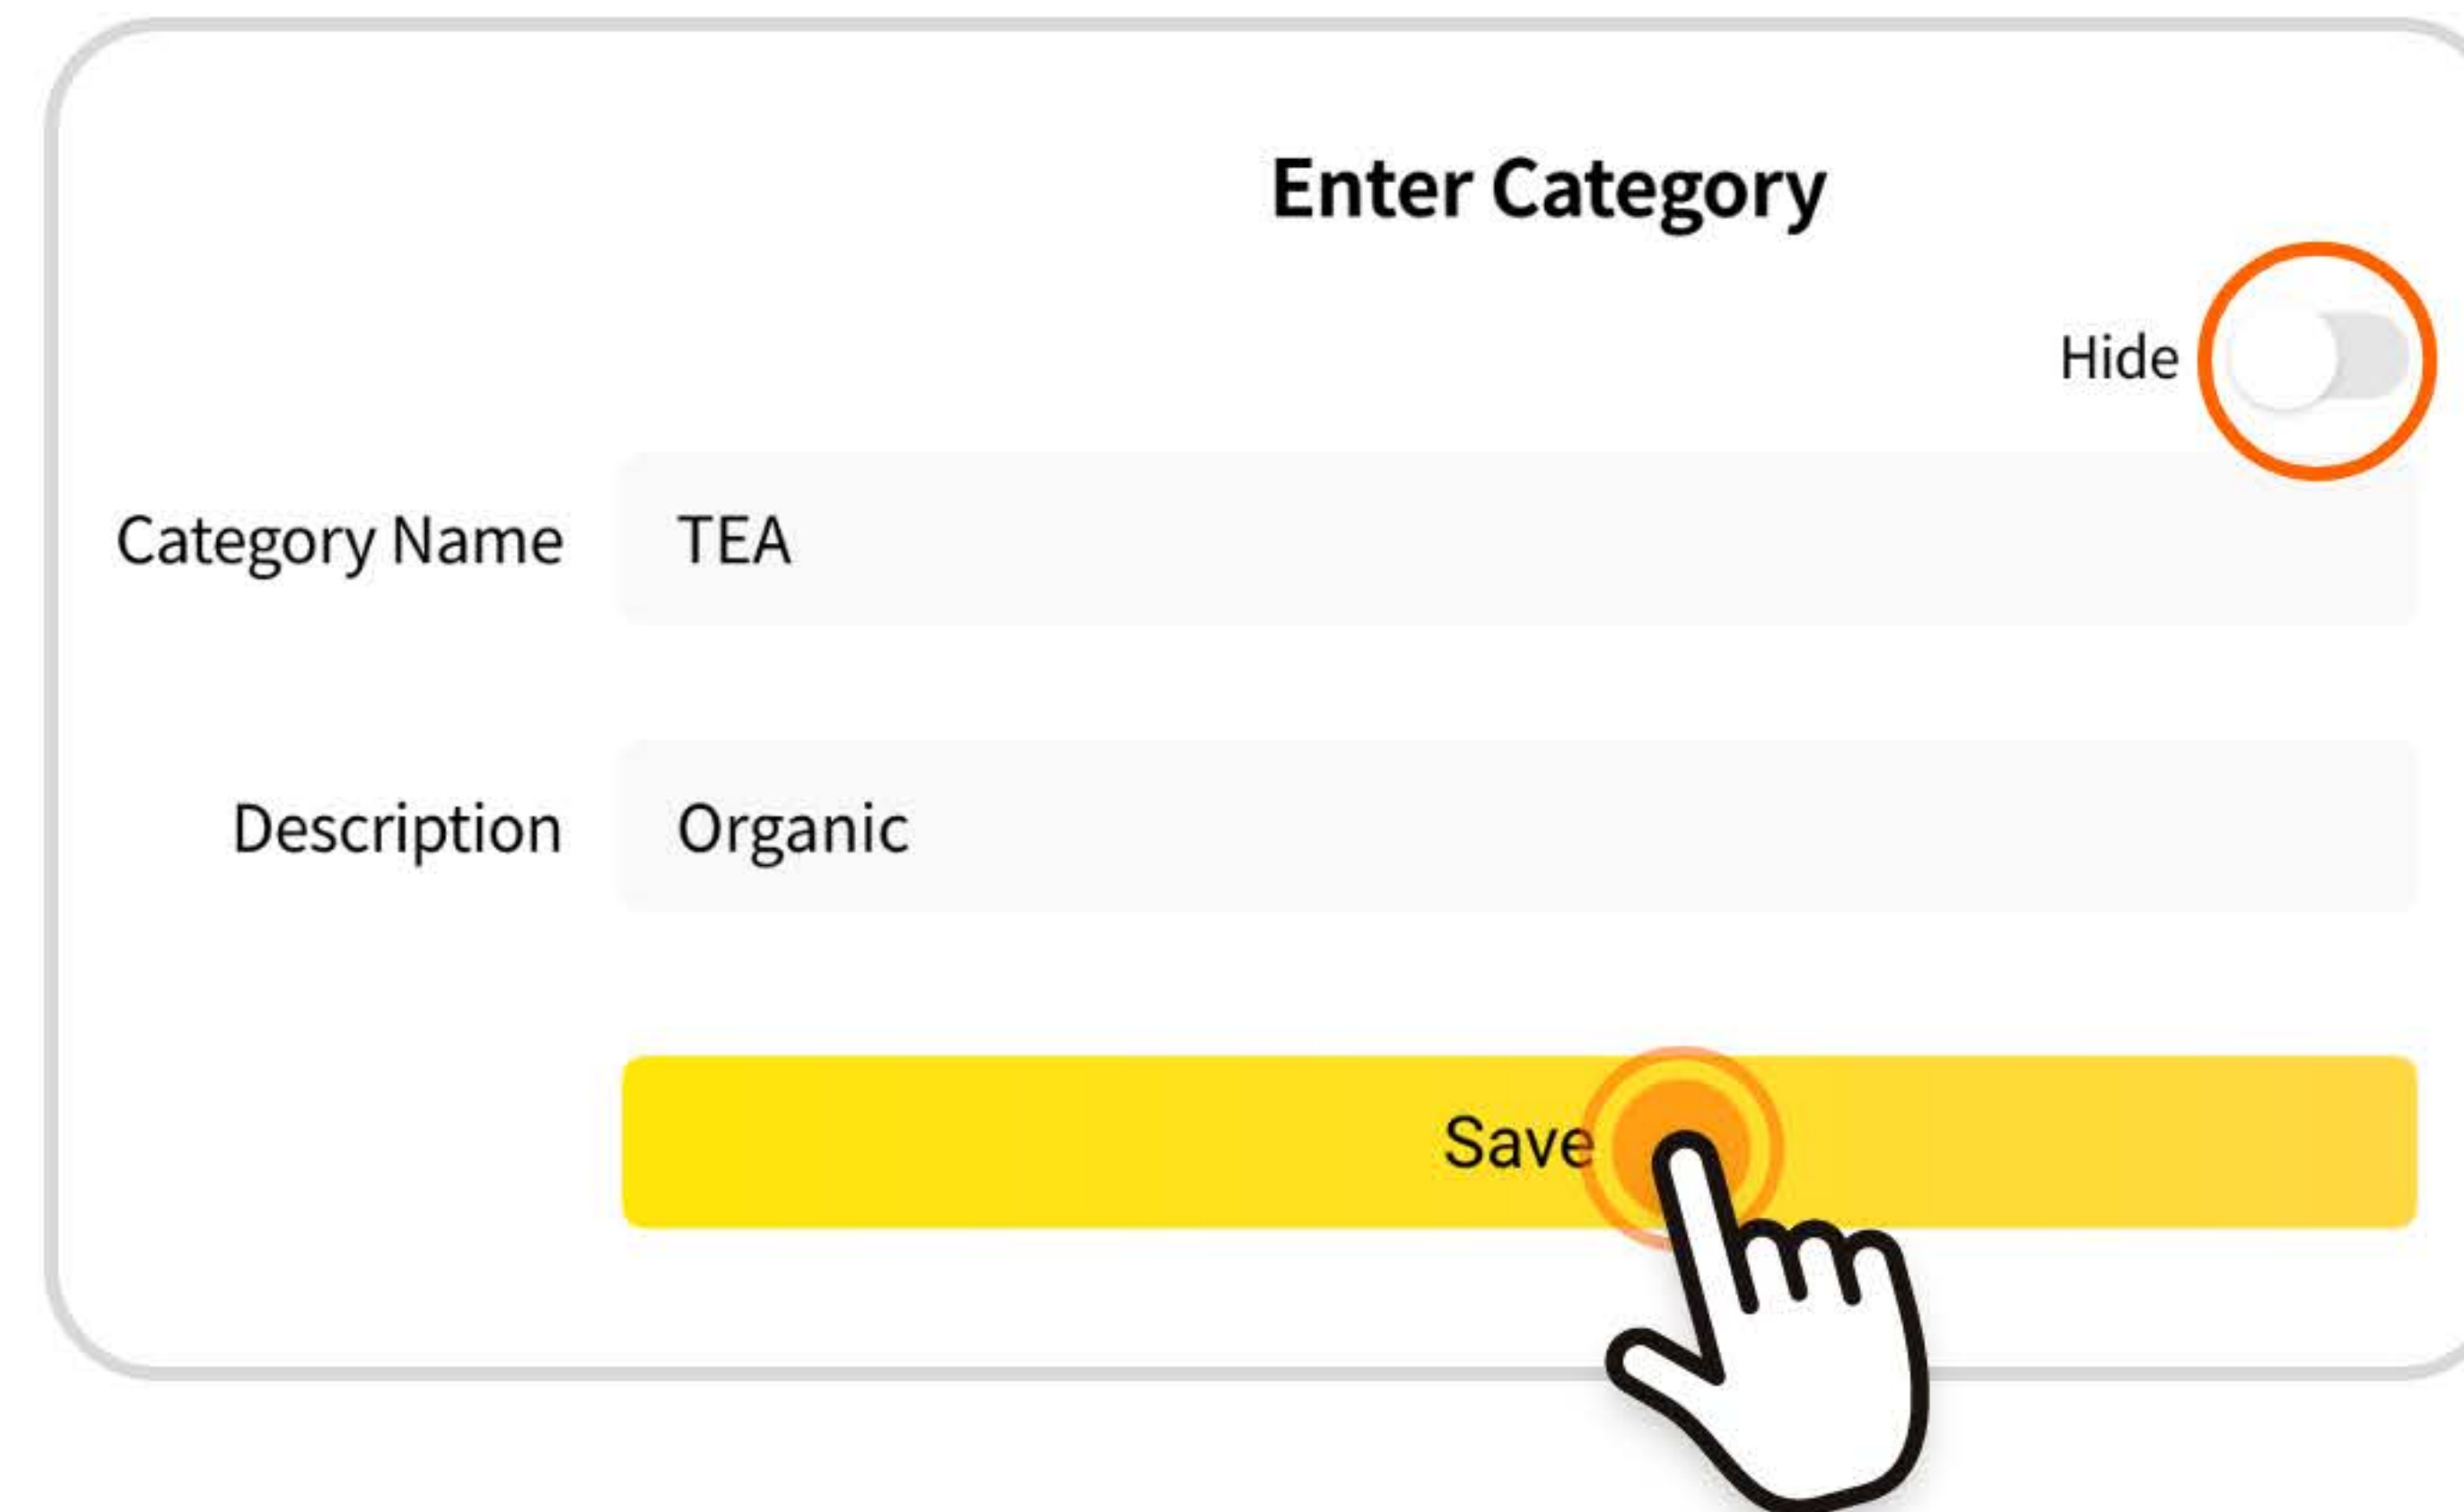 Enter Category
Hide
Category Name TEA
Description Organic
Save